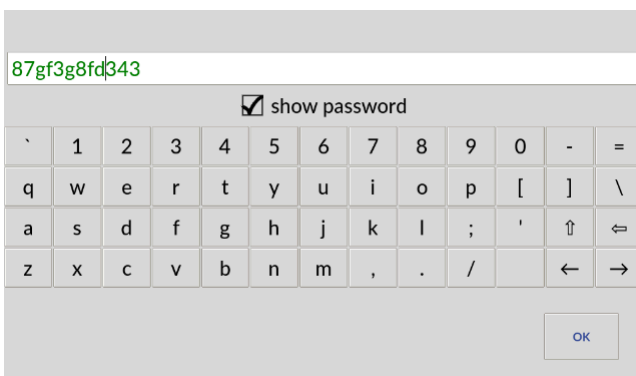 87gf3g8fd343
show password
` 1 2 3 4 5 6 7 8 9 0 - =
q w e r t y u i o p [ ] \
a s d f g h j k l ; ' ⇧ ⇦
z x c v b n m , . / ← →
OK